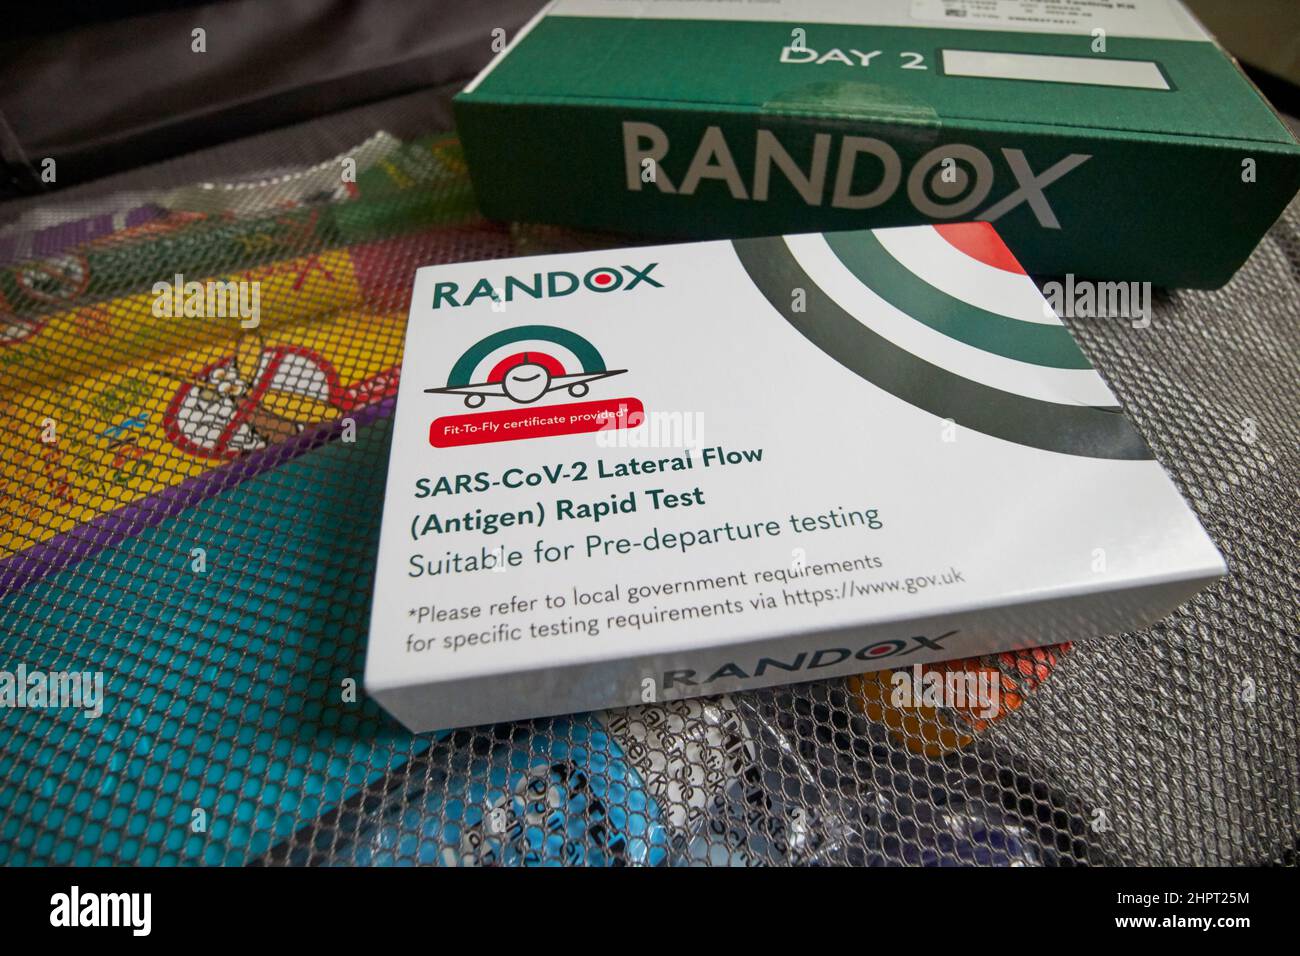 DAY 2
RANDOX
RANDOX
Fit-To-Fly certificate provided*
SARS-CoV-2 Lateral Flow
(Antigen) Rapid Test
Suitable for Pre-departure testing
*Please refer to local government requirements
for specific testing requirements via https://www.gov.uk
RANDOX
alamy
Image ID: 2HPT25M
www.alamy.com